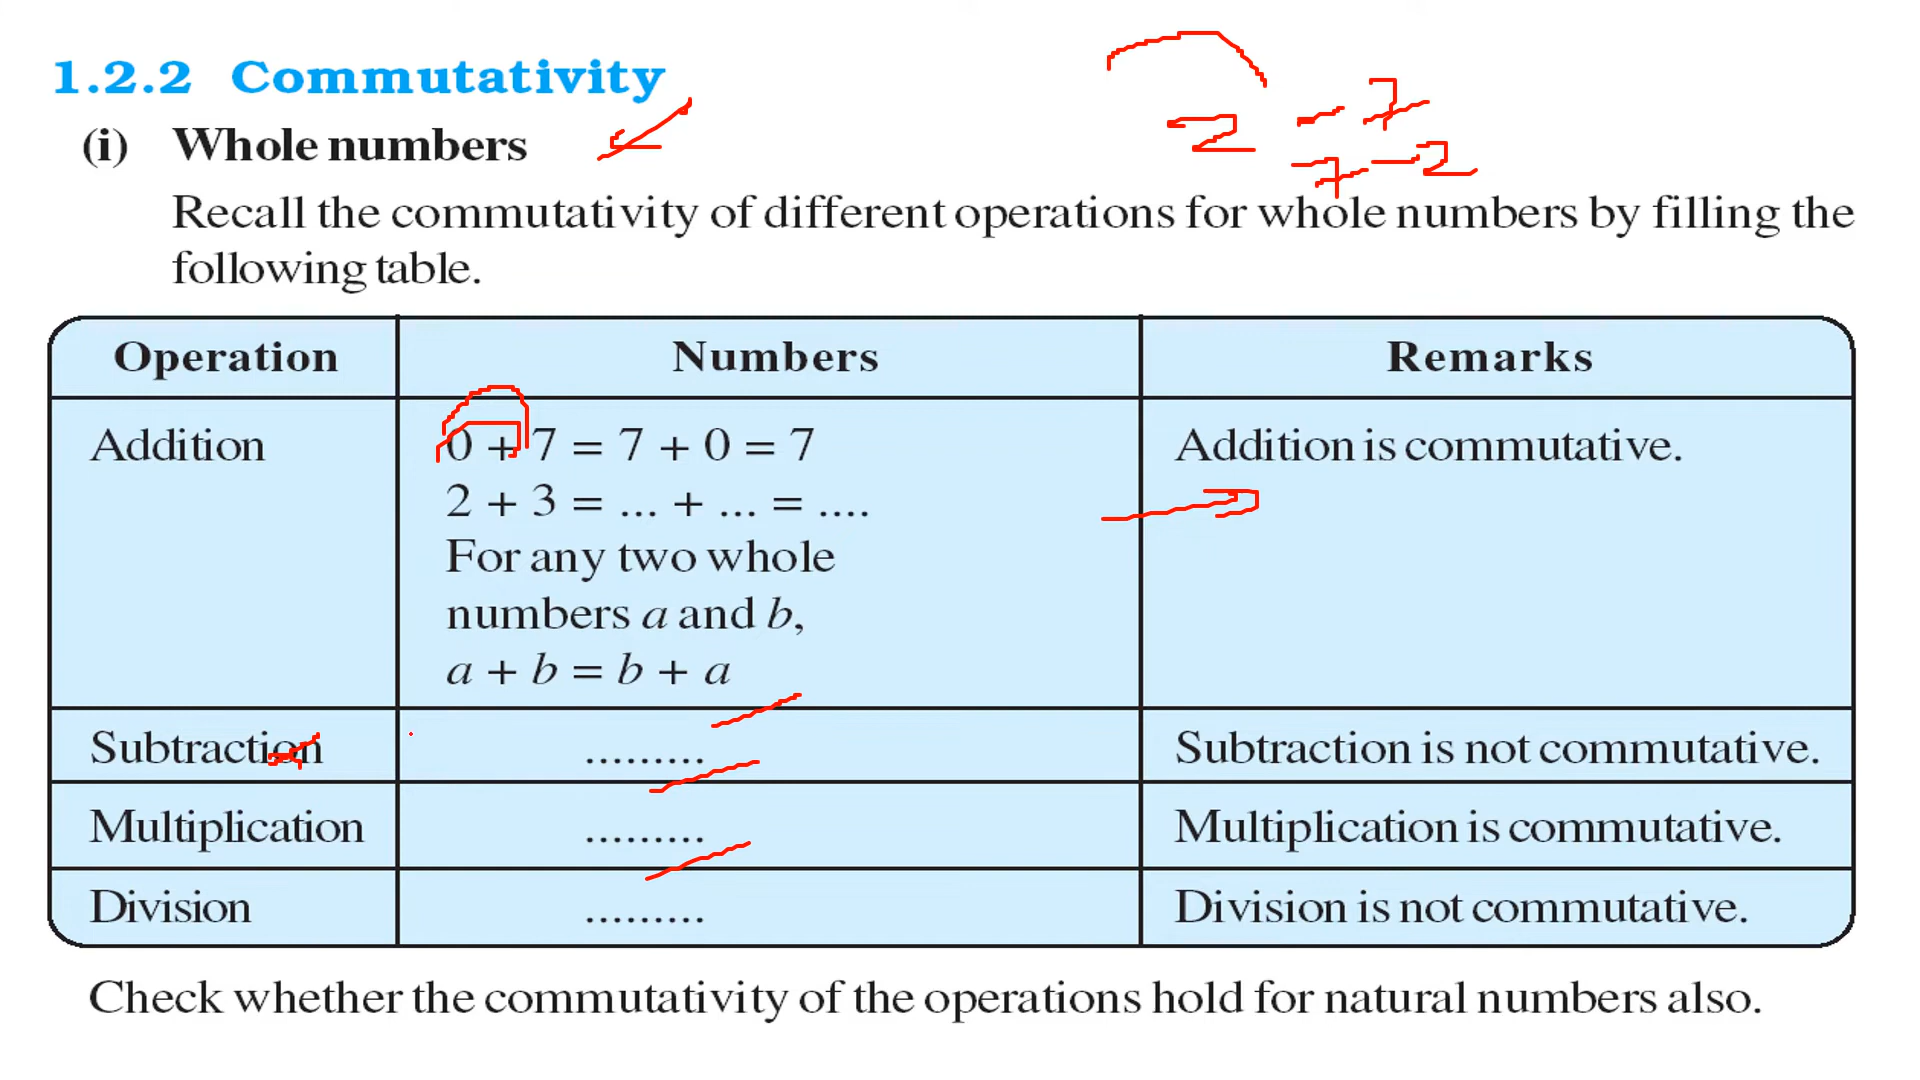 1.2.2 Commutativity
2 - 7
7 - 2
(i) Whole numbers
Recall the commutativity of different operations for whole numbers by filling the
following table.
Operation Numbers Remarks
Addition 0 + 7 = 7 + 0 = 7 Addition is commutative.
2 + 3 = ... + ... = ....
For any two whole
numbers a and b,
a + b = b + a
Subtraction ......... Subtraction is not commutative.
Multiplication ......... Multiplication is commutative.
Division ......... Division is not commutative.
Check whether the commutativity of the operations hold for natural numbers also.